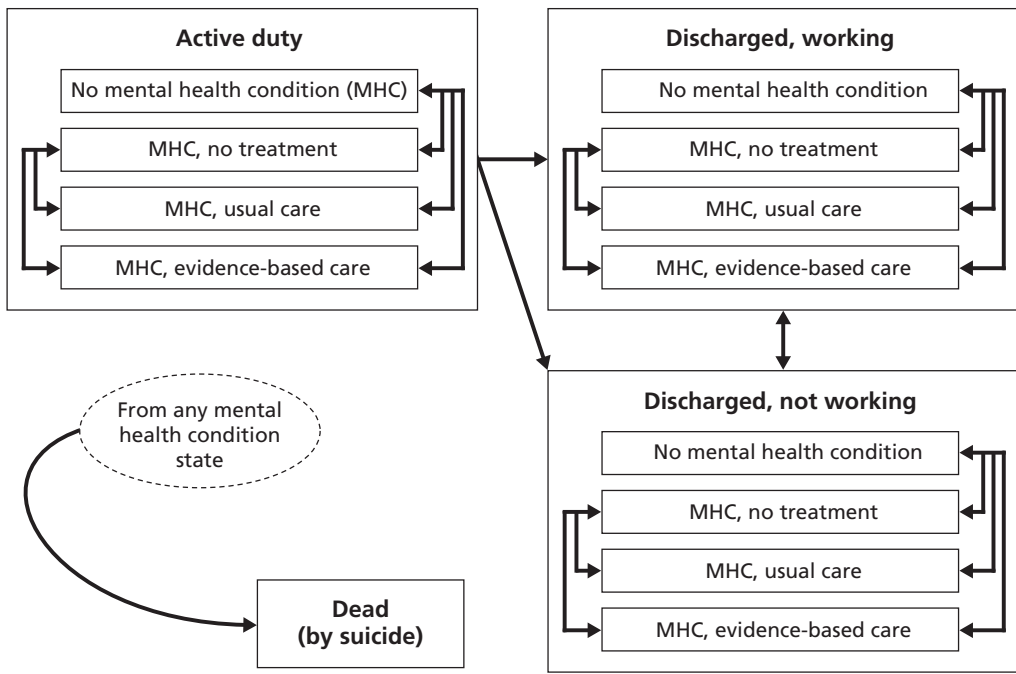 Active duty
No mental health condition (MHC)
MHC, no treatment
MHC, usual care
MHC, evidence-based care
Discharged, working
No mental health condition
MHC, no treatment
MHC, usual care
MHC, evidence-based care
From any mental
health condition
state
Dead
(by suicide)
Discharged, not working
No mental health condition
MHC, no treatment
MHC, usual care
MHC, evidence-based care